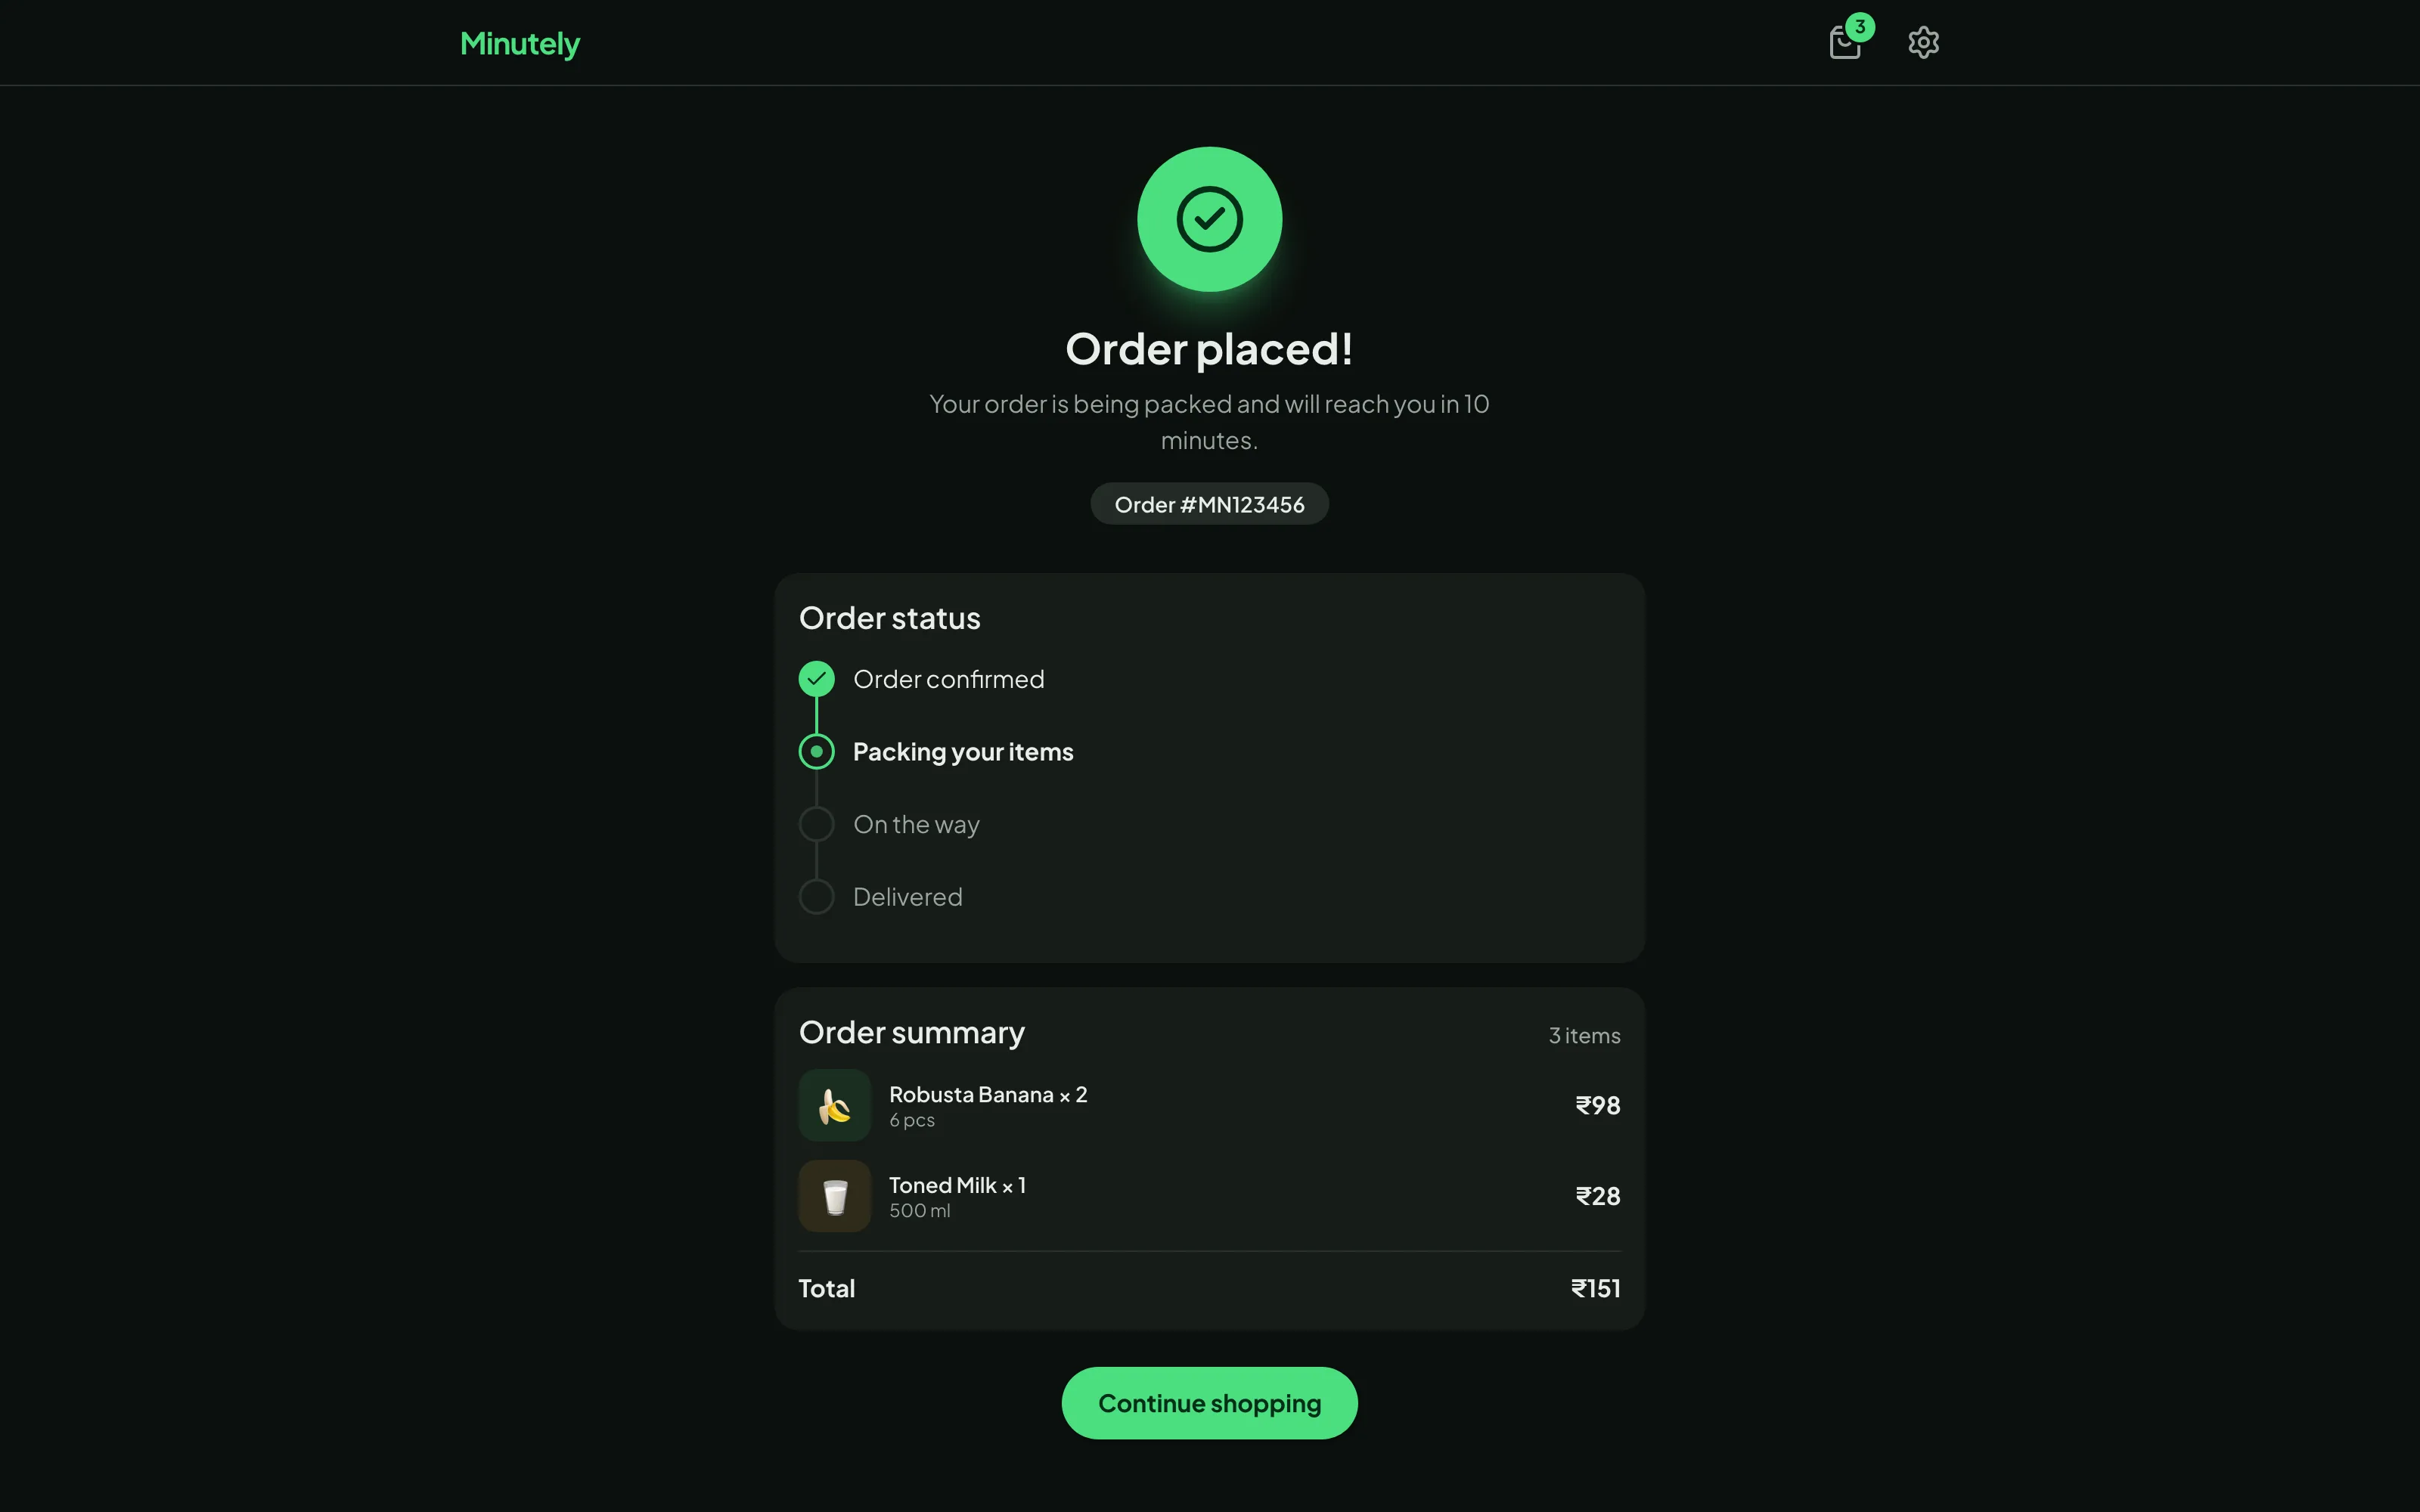 Minutely
3
Order placed!
Your order is being packed and will reach you in 10
minutes.
Order #MN123456
Order status
Order confirmed
Packing your items
On the way
Delivered
Order summary
3 items
Robusta Banana × 2
6 pcs
₹98
Toned Milk × 1
500 ml
₹28
Total
₹151
Continue shopping